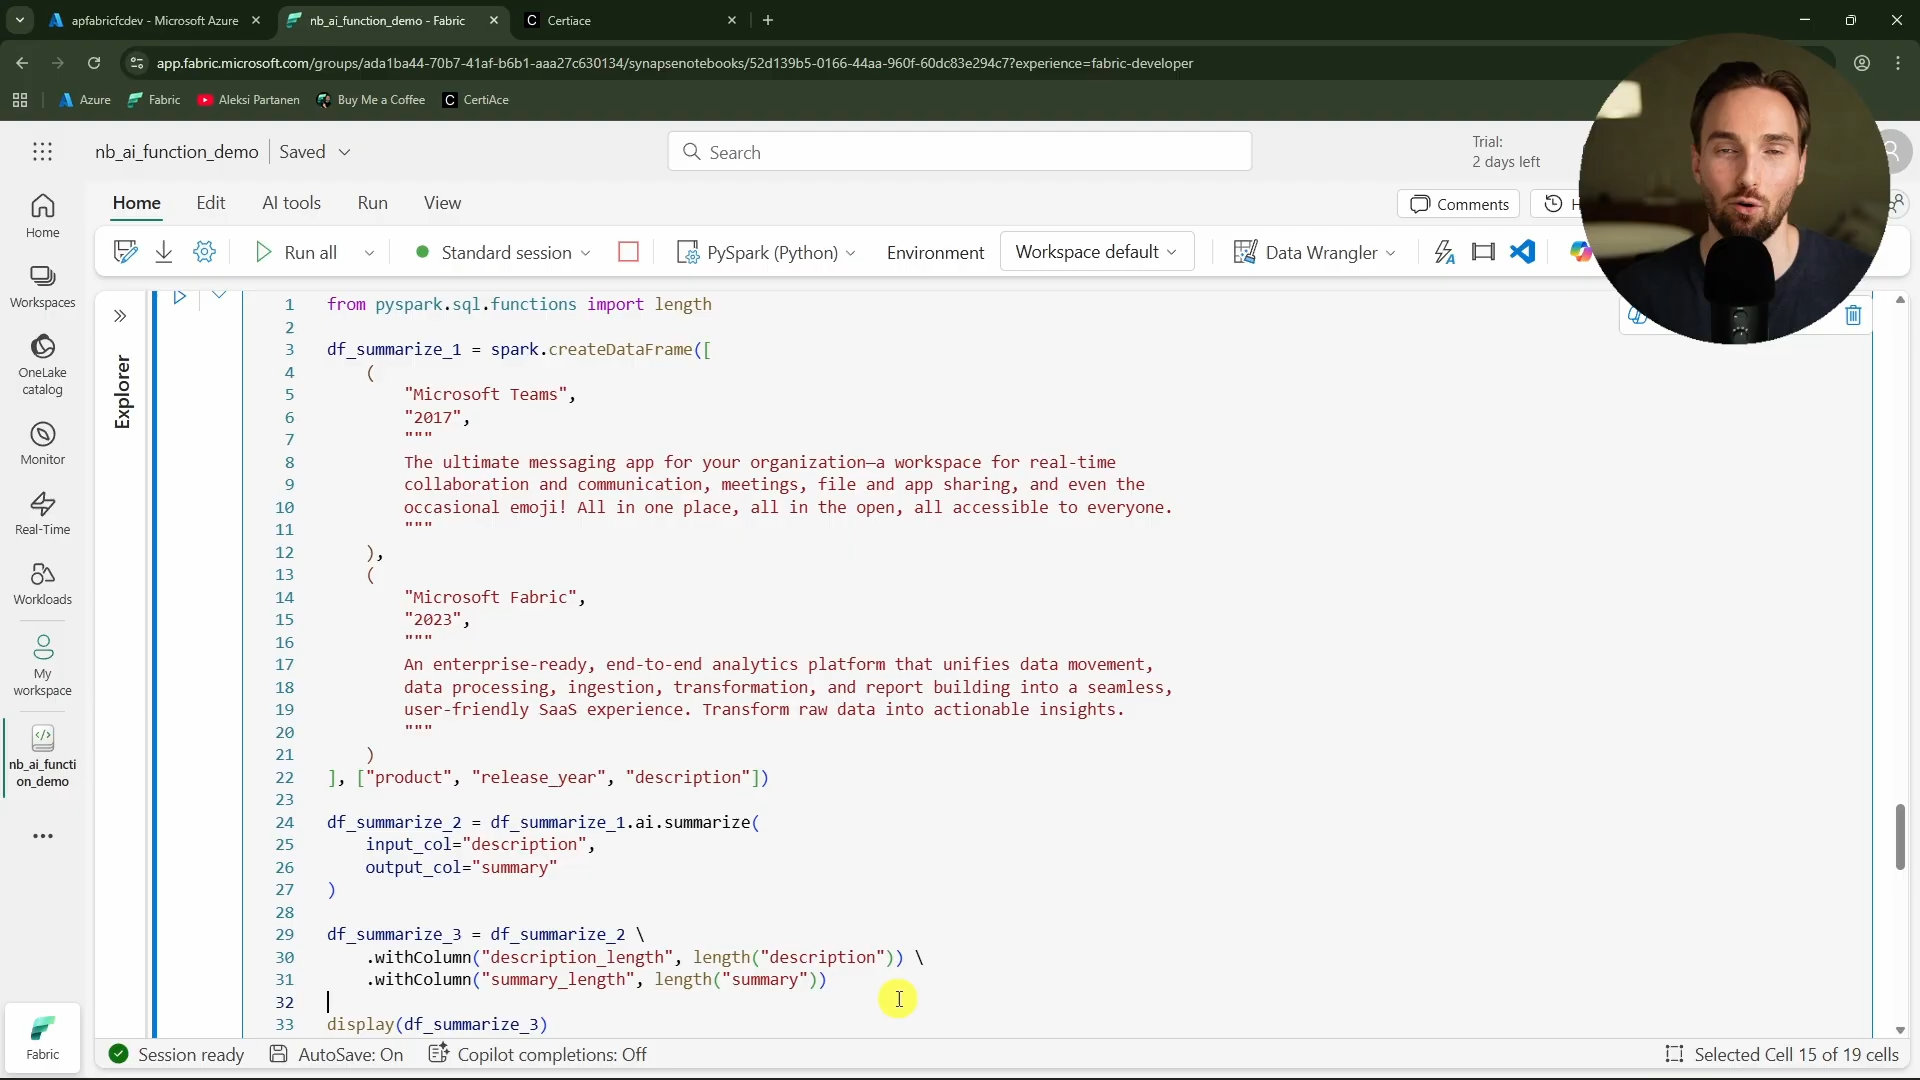 apfabricfcdev - Microsoft Azure
nb_ai_function_demo - Fabric
C Certiace
app.fabric.microsoft.com/groups/ada1ba44-70b7-41af-b6b1-aaa27c630134/synapsenotebooks/52d139b5-0166-44aa-960f-60dc83e294c7?experience=fabric-developer
Azure
Fabric
Aleksi Partanen
Buy Me a Coffee
C CertiAce
nb_ai_function_demo
Saved
Search
Trial:
2 days left
Home
Edit
AI tools
Run
View
Comments
Run all
Standard session
PySpark (Python)
Environment
Workspace default
Data Wrangler
Home
Workspaces
OneLake
catalog
Monitor
Real-Time
Workloads
My
workspace
nb_ai_functi
on_demo
Fabric
Explorer
1 from pyspark.sql.functions import length
2
3 df_summarize_1 = spark.createDataFrame([
4 (
5 "Microsoft Teams",
6 "2017",
7 """
8 The ultimate messaging app for your organization—a workspace for real-time
9 collaboration and communication, meetings, file and app sharing, and even the
10 occasional emoji! All in one place, all in the open, all accessible to everyone.
11 """
12 ),
13 (
14 "Microsoft Fabric",
15 "2023",
16 """
17 An enterprise-ready, end-to-end analytics platform that unifies data movement,
18 data processing, ingestion, transformation, and report building into a seamless,
19 user-friendly SaaS experience. Transform raw data into actionable insights.
20 """
21 )
22 ], ["product", "release_year", "description"])
23
24 df_summarize_2 = df_summarize_1.ai.summarize(
25 input_col="description",
26 output_col="summary"
27 )
28
29 df_summarize_3 = df_summarize_2 \
30 .withColumn("description_length", length("description")) \
31 .withColumn("summary_length", length("summary"))
32
33 display(df_summarize_3)
Session ready
AutoSave: On
Copilot completions: Off
Selected Cell 15 of 19 cells